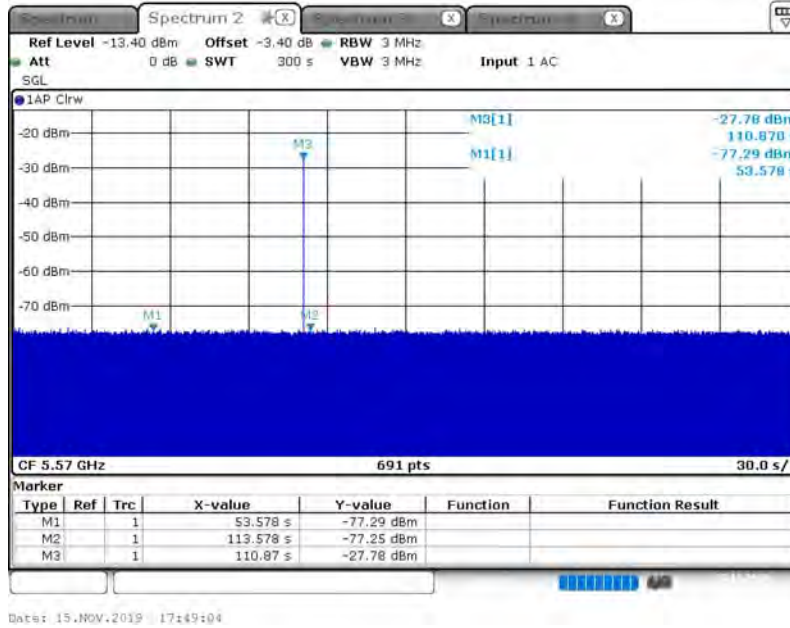 Spectrum 2 X X X
Ref Level -13.40 dBm Offset -3.40 dB RBW 3 MHz
Att 0 dB SWT 300 s VBW 3 MHz Input 1 AC
SGL
1AP Clrw
M3[1] -27.78 dBm
110.870
M1[1] -77.29 dBm
53.578 s
-20 dBm
M3
-30 dBm
-40 dBm
-50 dBm
-60 dBm
-70 dBm
M1 M2
CF 5.57 GHz 691 pts 30.0 s/
Marker
Type Ref Trc X-value Y-value Function Function Result
M1 1 53.578 s -77.29 dBm
M2 1 113.578 s -77.25 dBm
M3 1 110.87 s -27.78 dBm
Date: 15.NOV.2019 17:49:04